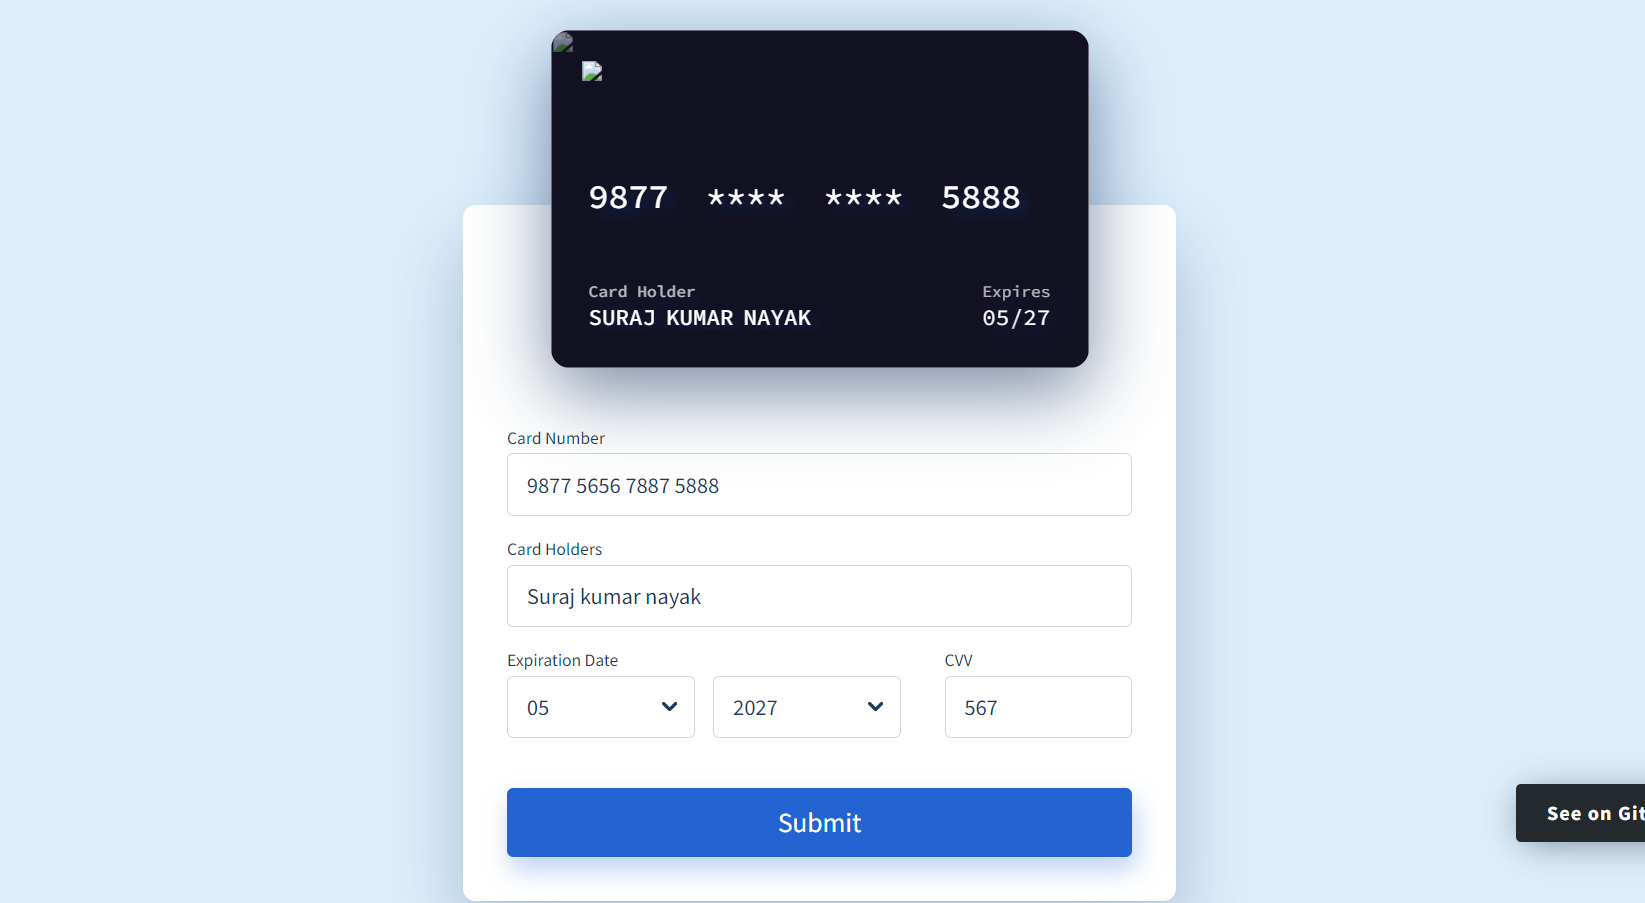 9877 **** **** 5888
Card Holder Expires
SURAJ KUMAR NAYAK 05/27
Card Number
9877 5656 7887 5888
Card Holders
Suraj kumar nayak
Expiration Date CVV
05 2027 567
Submit
See on Git